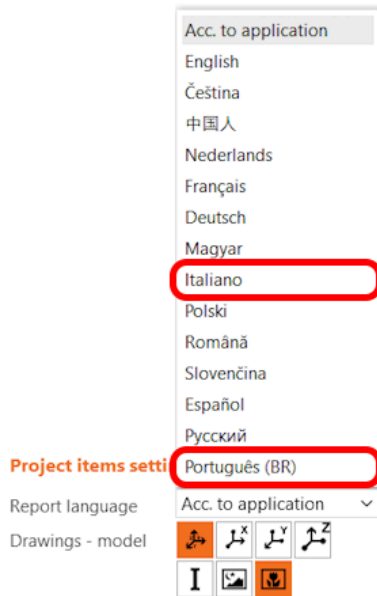 Acc. to application
English
Čeština
中国人
Nederlands
Français
Deutsch
Magyar
Italiano
Polski
Română
Slovenčina
Español
Русский
Project items setti Português (BR)
Report language Acc. to application
Drawings - model X Y Z